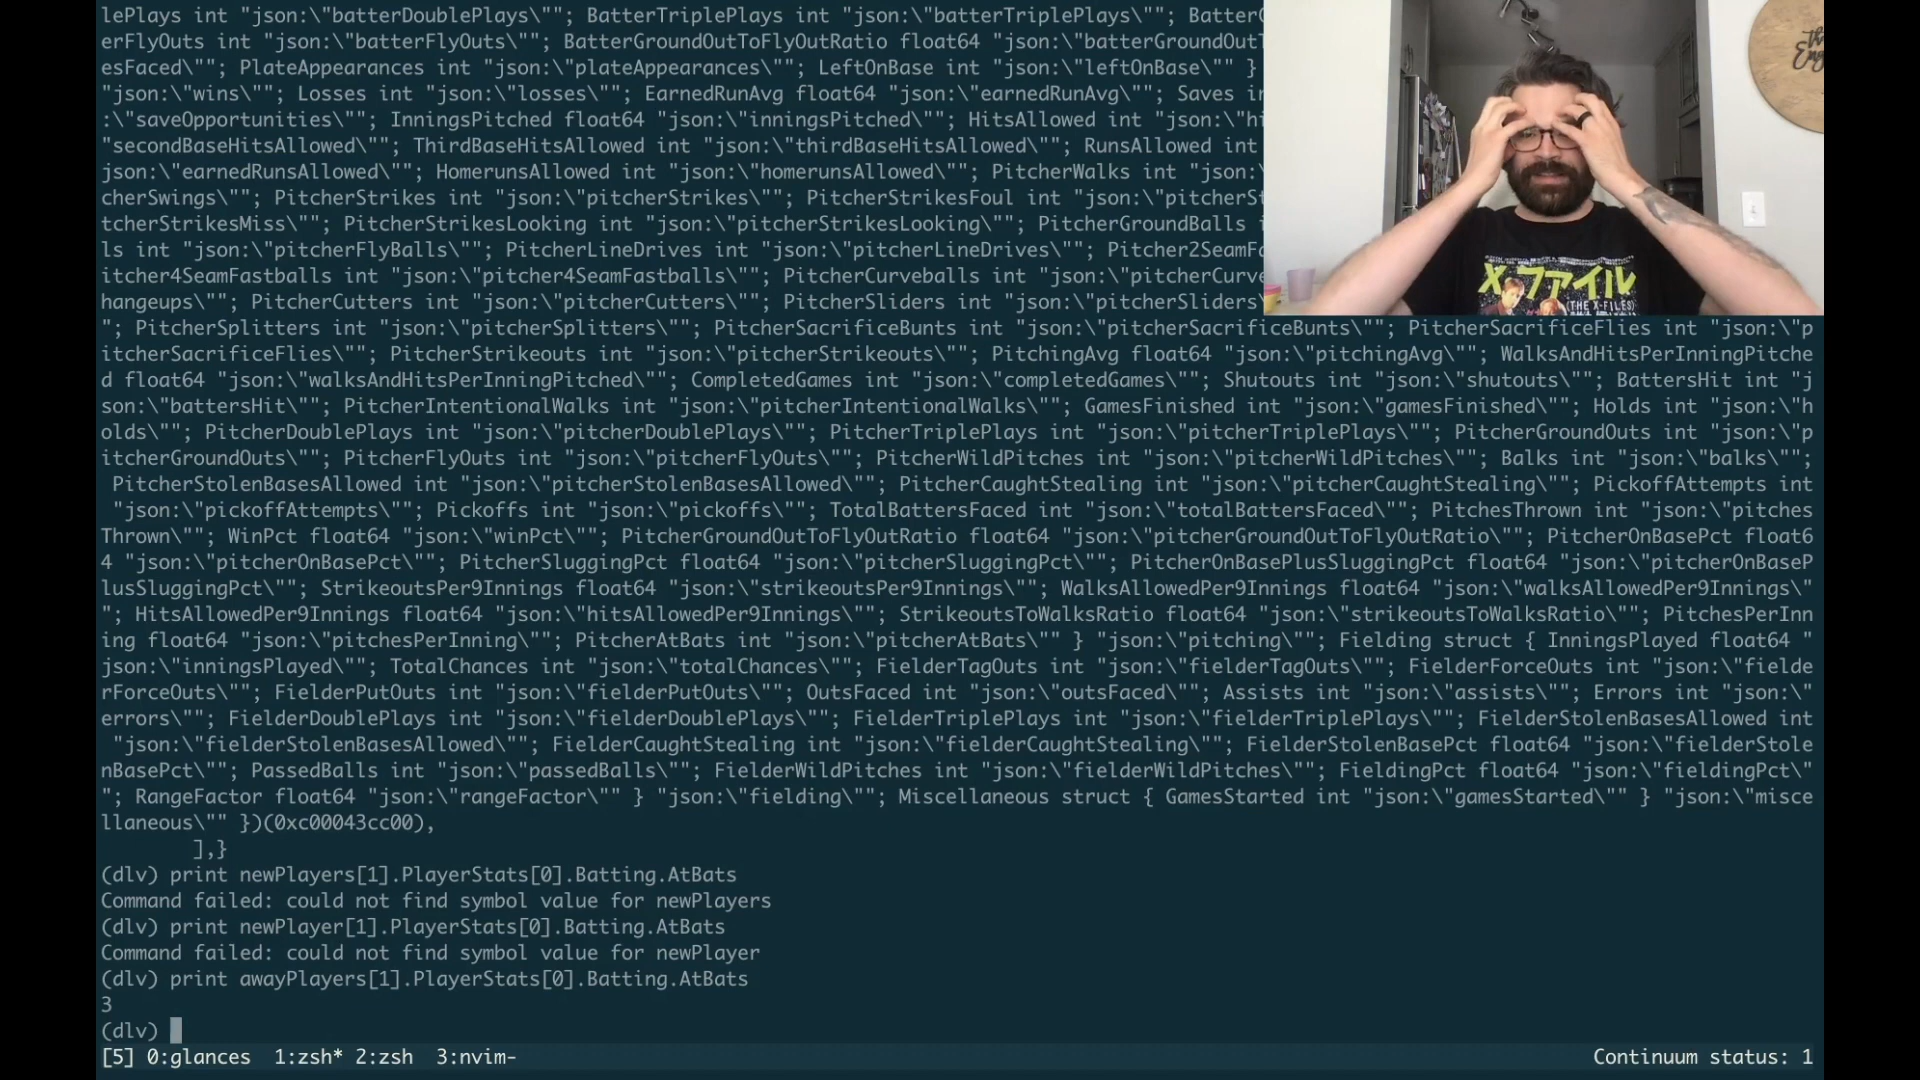 lePlays int "json:\"batterDoublePlays\""; BatterTriplePlays int "json:\"batterTriplePlays\"";
erFlyOuts int "json:\"batterFlyOuts\""; BatterGroundOutToFlyOutRatio float64
esFaced\""; PlateAppearances int "json:\"plateAppearances\""; LeftOnBase int "json:\"leftOnBase\"" }
"json:\"wins\""; Losses int "json:\"losses\""; EarnedRunAvg float64 "json:\"earnedRunAvg\""; Saves
:\"saveOpportunities\""; InningsPitched float64 "json:\"inningsPitched\""; HitsAllowed int
"secondBaseHitsAllowed\""; ThirdBaseHitsAllowed int "json:\"thirdBaseHitsAllowed\""; RunsAllowed int
json:\"earnedRunsAllowed\""; HomerunsAllowed int "json:\"homerunsAllowed\""; PitcherWalks int "json:\
cherSwings\""; PitcherStrikes int "json:\"pitcherStrikes\""; PitcherStrikesFoul int
tcherStrikesMiss\""; PitcherStrikesLooking int "json:\"pitcherStrikesLooking\""; PitcherGroundBalls
ls int "json:\"pitcherFlyBalls\""; PitcherLineDrives int "json:\"pitcherLineDrives\"";
itcher4SeamFastballs int "json:\"pitcher4SeamFastballs\""; PitcherCurveballs int
hangeups\""; PitcherCutters int "json:\"pitcherCutters\""; PitcherSliders int "json:\"pitcherSliders\
"; PitcherSplitters int "json:\"pitcherSplitters\""; PitcherSacrificeBunts int "json:\"pitcherSacrificeBunts\""; PitcherSacrificeFlies int "json:\"p
itcherSacrificeFlies\""; PitcherStrikeouts int "json:\"pitcherStrikeouts\""; PitchingAvg float64 "json:\"pitchingAvg\""; WalksAndHitsPerInningPitche
d float64 "json:\"walksAndHitsPerInningPitched\""; CompletedGames int "json:\"completedGames\""; Shutouts int "json:\"shutouts\""; BattersHit int "j
son:\"battersHit\""; PitcherIntentionalWalks int "json:\"pitcherIntentionalWalks\""; GamesFinished int "json:\"gamesFinished\""; Holds int "json:\"h
olds\""; PitcherDoublePlays int "json:\"pitcherDoublePlays\""; PitcherTriplePlays int "json:\"pitcherTriplePlays\""; PitcherGroundOuts int "json:\"p
itcherGroundOuts\""; PitcherFlyOuts int "json:\"pitcherFlyOuts\""; PitcherWildPitches int "json:\"pitcherWildPitches\""; Balks int "json:\"balks\"";
PitcherStolenBasesAllowed int "json:\"pitcherStolenBasesAllowed\""; PitcherCaughtStealing int "json:\"pitcherCaughtStealing\""; PickoffAttempts int
"json:\"pickoffAttempts\""; Pickoffs int "json:\"pickoffs\""; TotalBattersFaced int "json:\"totalBattersFaced\""; PitchesThrown int "json:\"pitches
Thrown\""; WinPct float64 "json:\"winPct\""; PitcherGroundOutToFlyOutRatio float64 "json:\"pitcherGroundOutToFlyOutRatio\""; PitcherOnBasePct float6
4 "json:\"pitcherOnBasePct\""; PitcherSluggingPct float64 "json:\"pitcherSluggingPct\""; PitcherOnBasePlusSluggingPct float64 "json:\"pitcherOnBaseP
lusSluggingPct\""; StrikeoutsPer9Innings float64 "json:\"strikeoutsPer9Innings\""; WalksAllowedPer9Innings float64 "json:\"walksAllowedPer9Innings\"
"; HitsAllowedPer9Innings float64 "json:\"hitsAllowedPer9Innings\""; StrikeoutsToWalksRatio float64 "json:\"strikeoutsToWalksRatio\""; PitchesPerInn
ing float64 "json:\"pitchesPerInning\""; PitcherAtBats int "json:\"pitcherAtBats\"" } "json:\"pitching\""; Fielding struct { InningsPlayed float64 "
json:\"inningsPlayed\""; TotalChances int "json:\"totalChances\""; FielderTagOuts int "json:\"fielderTagOuts\""; FielderForceOuts int "json:\"fielde
rForceOuts\""; FielderPutOuts int "json:\"fielderPutOuts\""; OutsFaced int "json:\"outsFaced\""; Assists int "json:\"assists\""; Errors int "json:\"
errors\""; FielderDoublePlays int "json:\"fielderDoublePlays\""; FielderTriplePlays int "json:\"fielderTriplePlays\""; FielderStolenBasesAllowed int
"json:\"fielderStolenBasesAllowed\""; FielderCaughtStealing int "json:\"fielderCaughtStealing\""; FielderStolenBasePct float64 "json:\"fielderStole
nBasePct\""; PassedBalls int "json:\"passedBalls\""; FielderWildPitches int "json:\"fielderWildPitches\""; FieldingPct float64 "json:\"fieldingPct\"
"; RangeFactor float64 "json:\"rangeFactor\"" } "json:\"fielding\""; Miscellaneous struct { GamesStarted int "json:\"gamesStarted\"" } "json:\"misce
llaneous\"" })(0xc00043cc00),
],}
(dlv) print newPlayers[1].PlayerStats[0].Batting.AtBats
Command failed: could not find symbol value for newPlayers
(dlv) print newPlayer[1].PlayerStats[0].Batting.AtBats
Command failed: could not find symbol value for newPlayer
(dlv) print awayPlayers[1].PlayerStats[0].Batting.AtBats
3
(dlv)
[5] 0:glances 1:zsh* 2:zsh 3:nvim- Continuum status: 1
X-ファイル
(THE X-FILES)